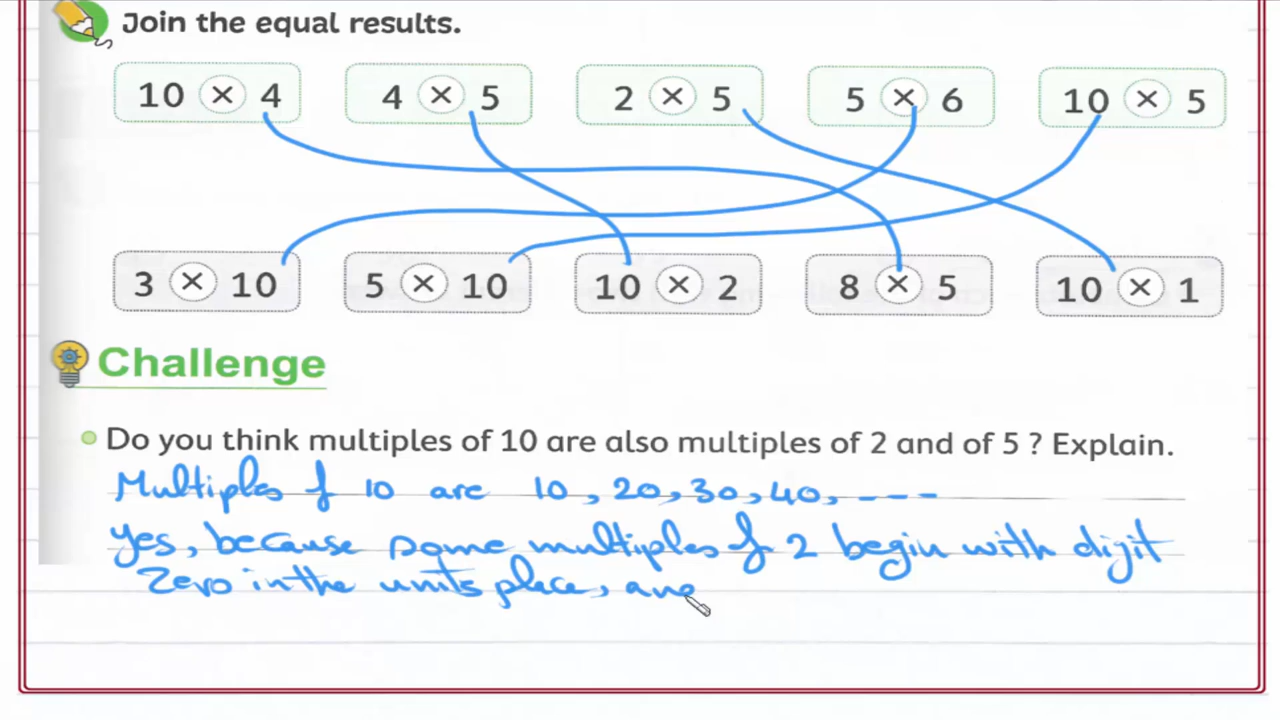 Join the equal results.
10 × 4 4 × 5 2 × 5 5 × 6 10 × 5
3 × 10 5 × 10 10 × 2 8 × 5 10 × 1
Challenge
Do you think multiples of 10 are also multiples of 2 and of 5 ? Explain.
Multiples of 10 are 10, 20, 30, 40, ----
Yes, because some multiples of 2 begin with digit
Zero in the units place, and